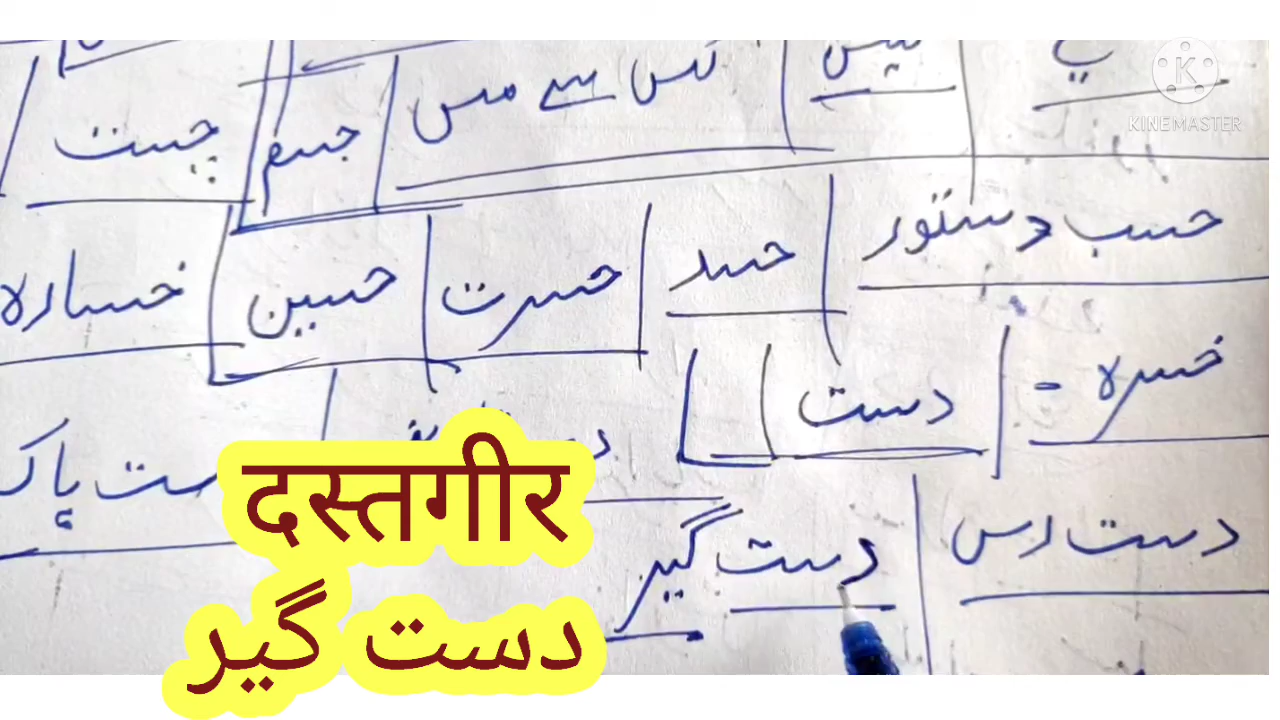 KINEMASTER
کس سے میں
جسم
چست
حسب دستور
حسد
حسرت
حسین
خسارہ
خسرہ -
دست
دست رس
دست گیر
दस्तगीर
دست گیر